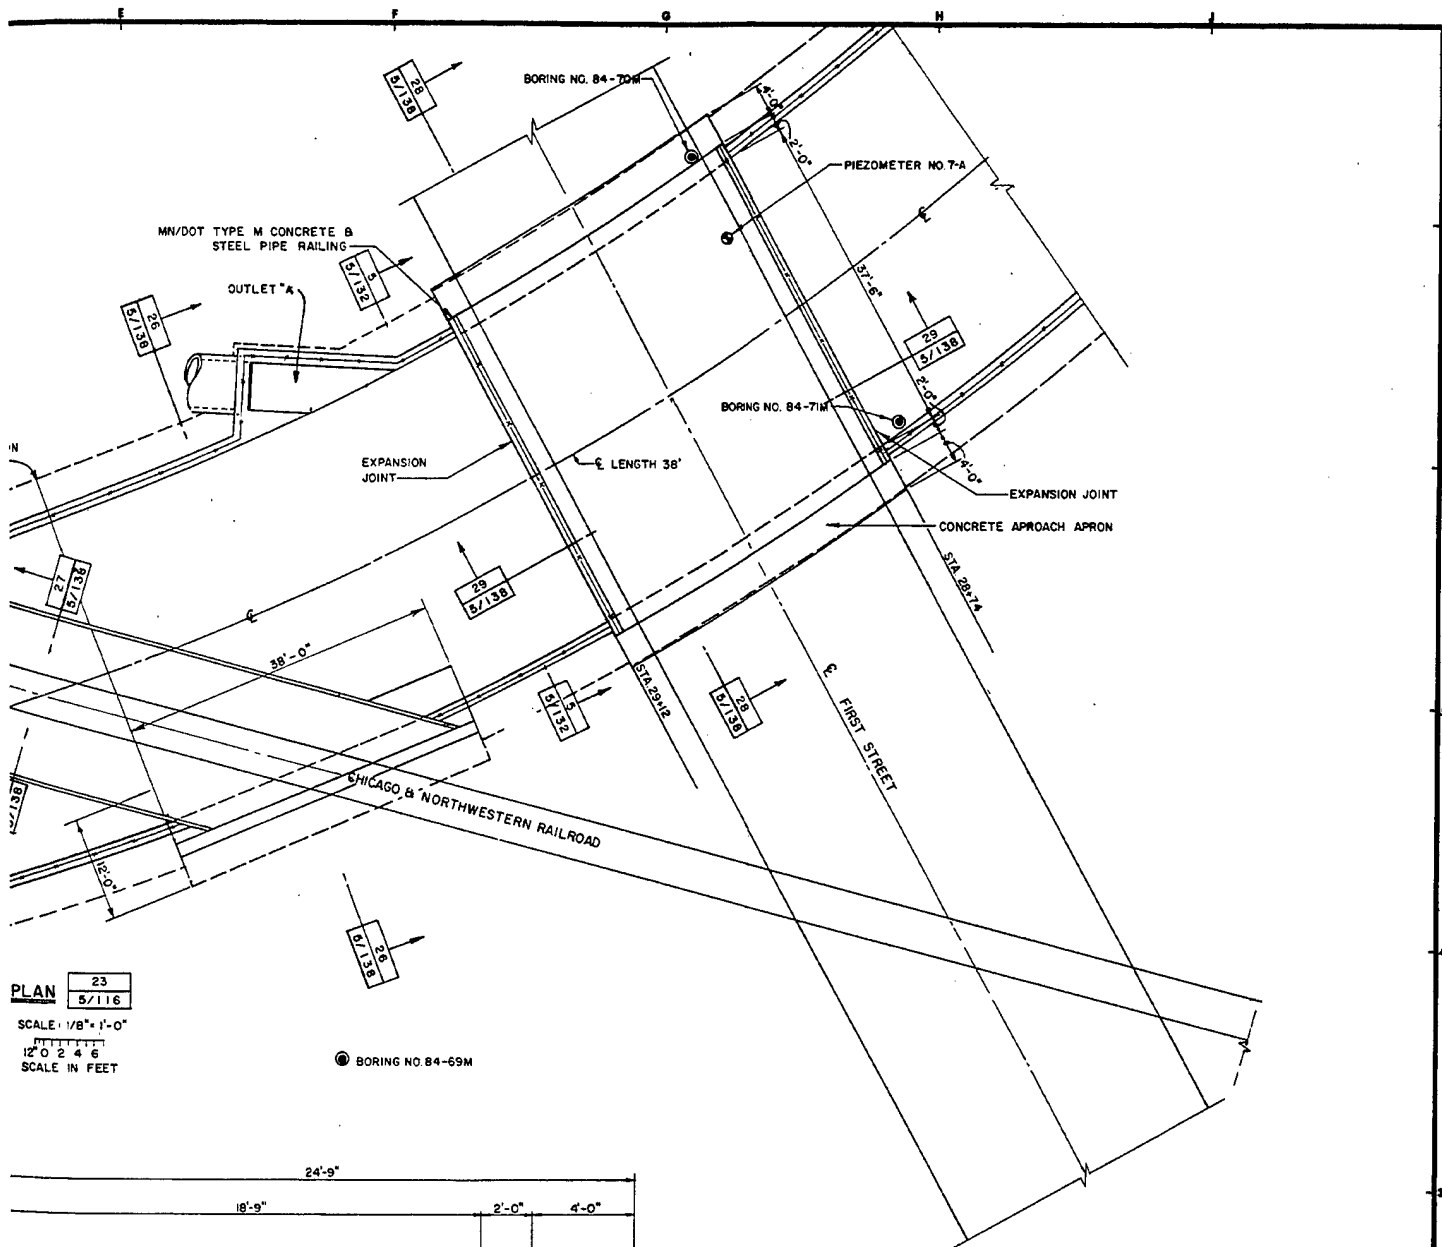 E F G H J
28
5/138
BORING NO. 84-70M
4'-0"
2'-0"
PIEZOMETER NO. 7-A
MN/DOT TYPE M CONCRETE &
STEEL PIPE RAILING
5
5/132
OUTLET "A"
26
5/138
℄
37'-6"
29
5/138
2'-0"
BORING NO. 84-71M
4'-0"
EXPANSION
JOINT
℄ LENGTH 38'
EXPANSION JOINT
CONCRETE APROACH APRON
STA. 28+74
27
5/138
29
5/138
℄
38'-0"
STA. 29+12
5
5/132
28
5/138
℄ FIRST STREET
CHICAGO & NORTHWESTERN RAILROAD
5/138
12'-0"
26
5/138
PLAN
23
5/116
SCALE: 1/8" = 1'-0"
12" 0 2 4 6
SCALE IN FEET
BORING NO. 84-69M
24'-9"
18'-9" 2'-0" 4'-0"